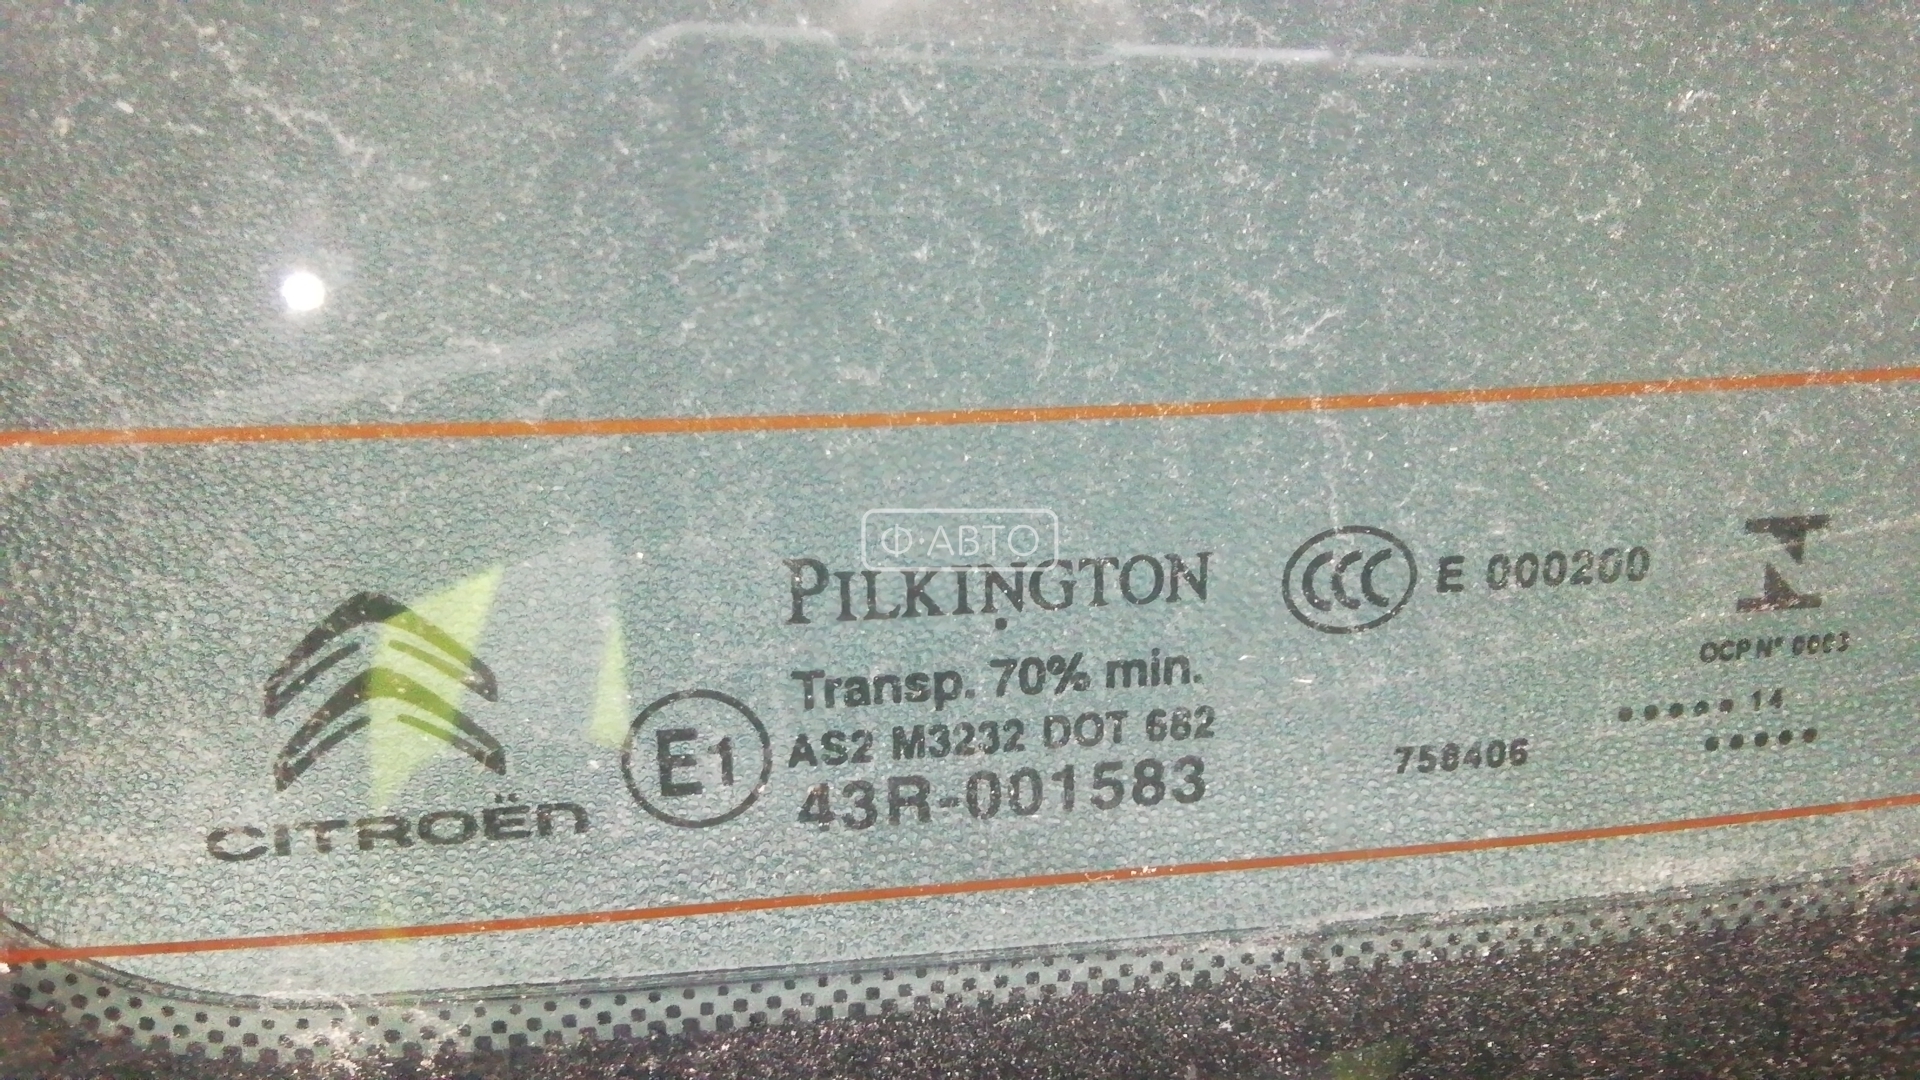 Ф·АВТО
PILKINGTON
CCC E 000200
OCP Nº 0003
Transp. 70% min.
E1
AS2 M3232 DOT 682
43R-001583
758406
••••• 14
•••••
CITROËN